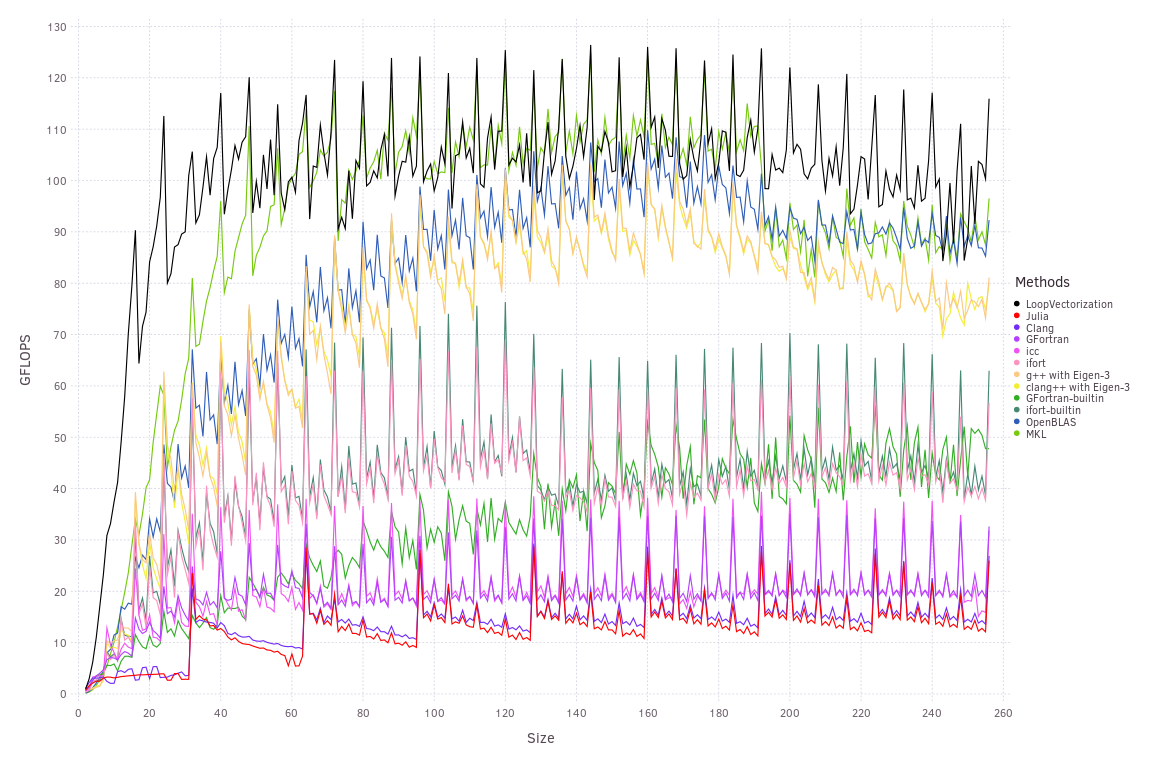 130
120
110
100
90
80
70
60
50
40
30
20
10
0
GFLOPS
0 20 40 60 80 100 120 140 160 180 200 220 240 260
Size
Methods
LoopVectorization
Julia
Clang
GFortran
icc
ifort
g++ with Eigen-3
clang++ with Eigen-3
GFortran-builtin
ifort-builtin
OpenBLAS
MKL